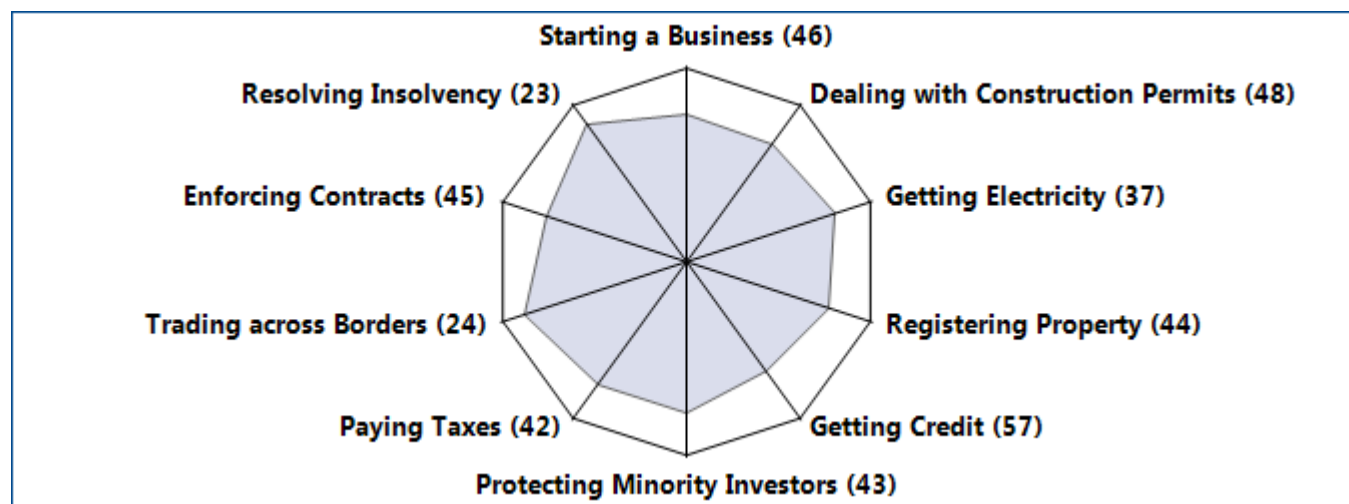 Starting a Business (46)
Resolving Insolvency (23)
Dealing with Construction Permits (48)
Enforcing Contracts (45)
Getting Electricity (37)
Trading across Borders (24)
Registering Property (44)
Paying Taxes (42)
Getting Credit (57)
Protecting Minority Investors (43)